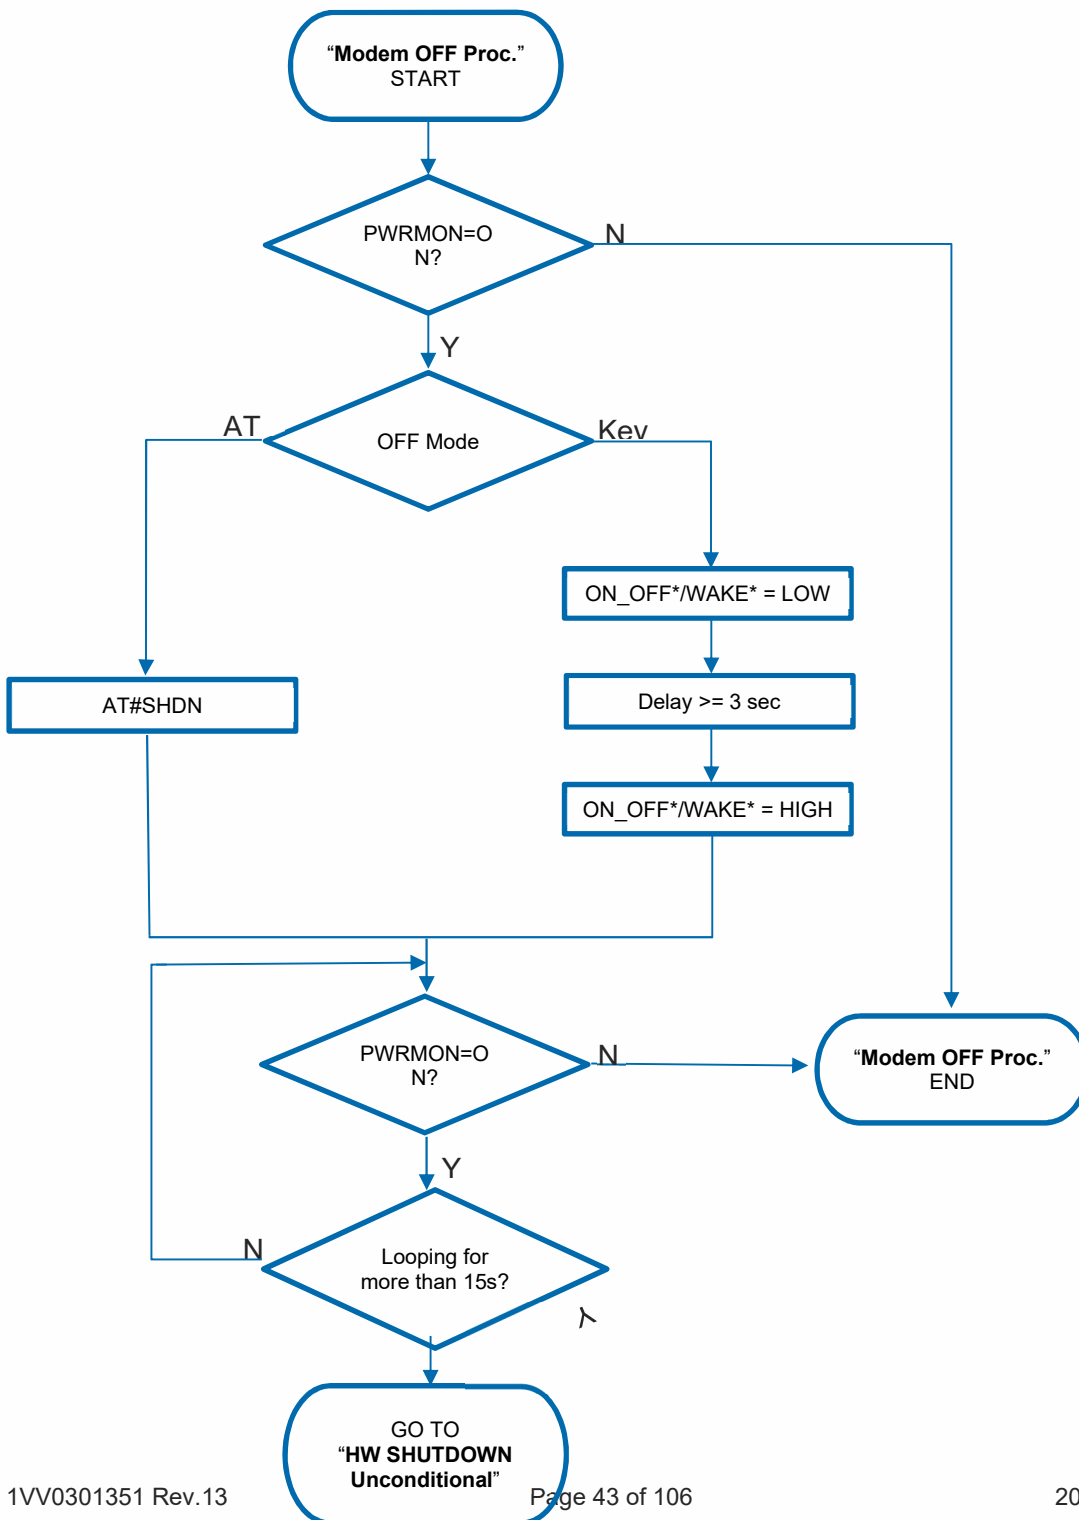 “Modem OFF Proc.”
START
PWRMON=O
N?
N
Y
OFF Mode
AT
Key
ON_OFF*/WAKE* = LOW
Delay >= 3 sec
AT#SHDN
ON_OFF*/WAKE* = HIGH
PWRMON=O
N?
N
“Modem OFF Proc.”
END
Y
Looping for
more than 15s?
N
Y
GO TO
“HW SHUTDOWN
Unconditional”
1VV0301351 Rev.13
Page 43 of 106
20